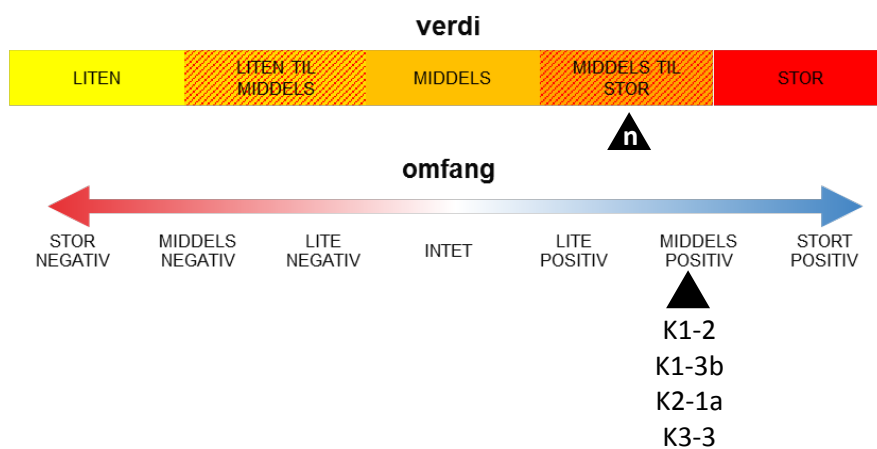 verdi
LITEN
LITEN TIL
MIDDELS
MIDDELS
MIDDELS TIL
STOR
STOR
n
omfang
STOR
NEGATIV
MIDDELS
NEGATIV
LITE
NEGATIV
INTET
LITE
POSITIV
MIDDELS
POSITIV
STORT
POSITIV
K1-2
K1-3b
K2-1a
K3-3